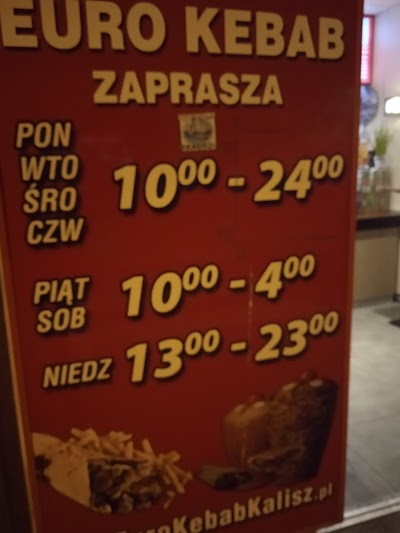 EURO KEBAB
ZAPRASZA
PON
WTO
ŚRO
CZW
10⁰⁰ - 24⁰⁰
PIĄT
SOB
10⁰⁰ - 4⁰⁰
NIEDZ 13⁰⁰ - 23⁰⁰
EuroKebabKalisz.pl